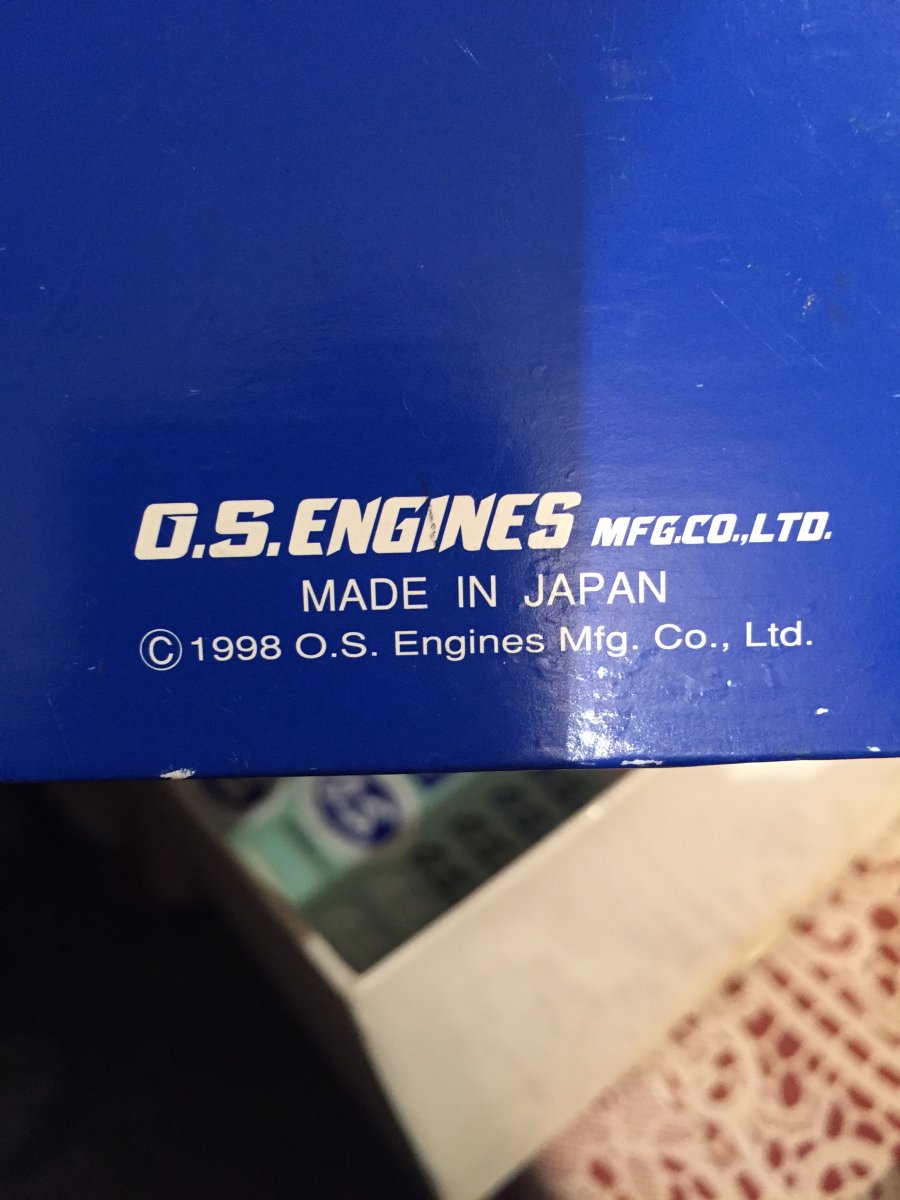 O.S.ENGINES MFG.CO.,LTD.
MADE IN JAPAN
©1998 O.S. Engines Mfg. Co., Ltd.